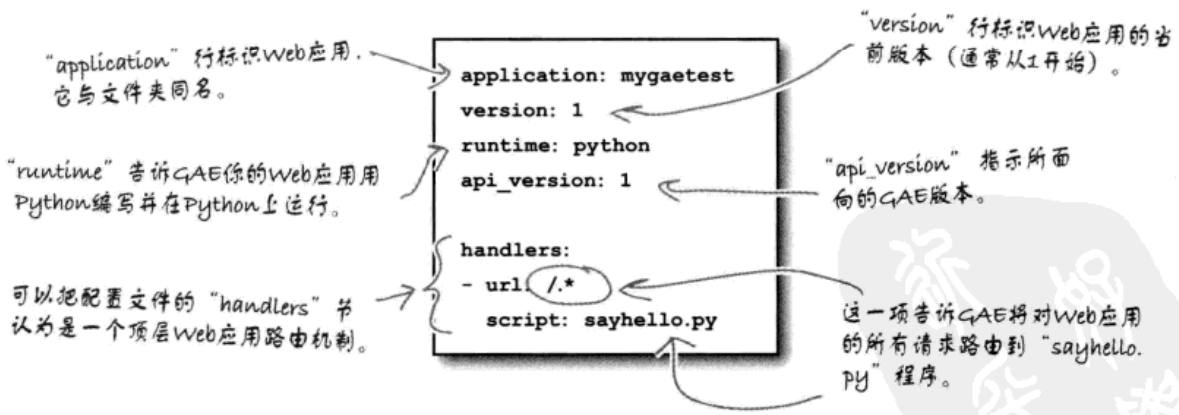 “application” 行标识Web应用，
它与文件夹同名。
“version” 行标识Web应用的当
前版本（通常从1开始）。
application: mygaetest
version: 1
runtime: python
api_version: 1
“runtime” 告诉GAE你的Web应用用
Python编写并在Python上运行。
“api_version” 指示所面
向的GAE版本。
handlers:
- url: /.*
script: sayhello.py
可以把配置文件的“handlers”节
认为是一个顶层Web应用路由机制。
这一项告诉GAE将对Web应用
的所有请求路由到“sayhello.
py”程序。